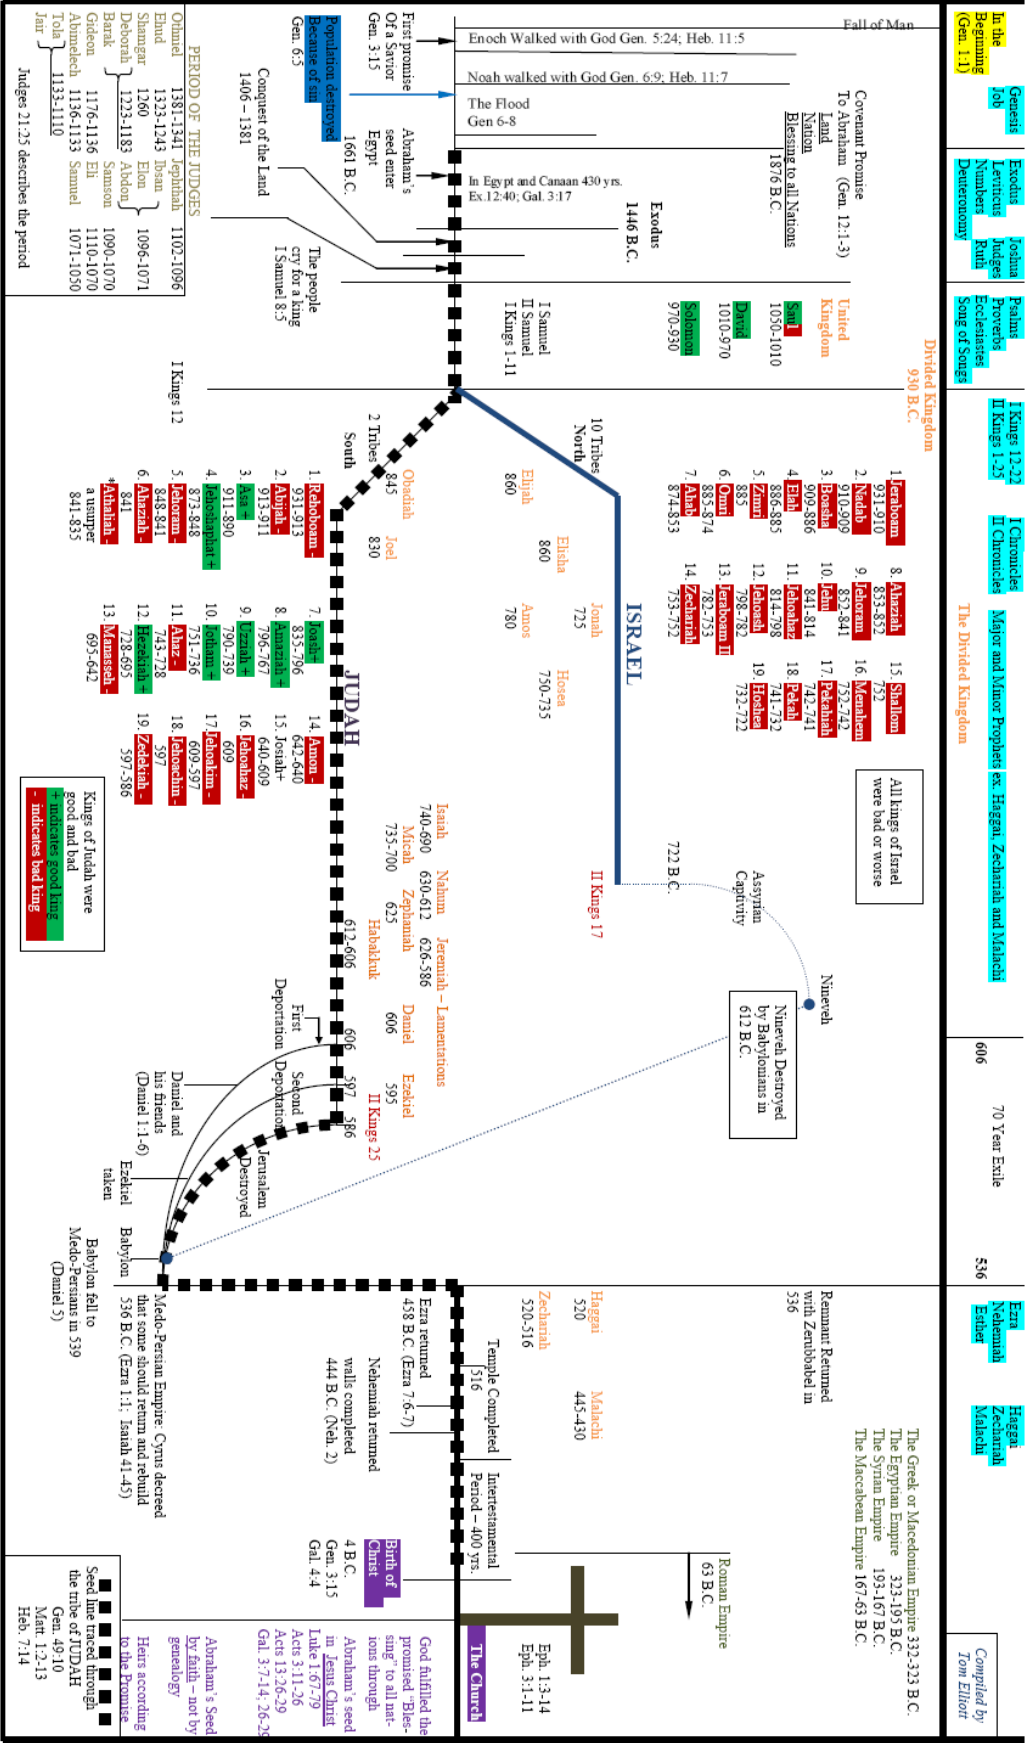 In the
Beginning
(Gen. 1:1)
Genesis
Job
Exodus
Leviticus
Numbers
Deuteronomy
Joshua
Judges
Ruth
Psalms
Proverbs
Ecclesiastes
Song of Songs
I Kings 12-22
II Kings 1-25
I Chronicles
II Chronicles
Major and Minor Prophets ex. Haggai, Zechariah and Malachi
606
70 Year Exile
536
Ezra
Nehemiah
Esther
Haggai
Zechariah
Malachi
Compiled by
Tom Elliott
Fall of Man
Enoch Walked with God Gen. 5:24; Heb. 11:5
Noah walked with God Gen. 6:9; Heb. 11:7
The Flood
Gen 6-8
First promise
Of a Savior
Gen. 3:15
Population destroyed
Because of sin
Gen. 6:5
Covenant Promise
To Abraham (Gen. 12:1-3)
Land
Nation
Blessing to all Nations
1876 B.C.
Abraham's
seed enter
Egypt
1661 B.C.
In Egypt and Canaan 430 yrs.
Ex.12:40; Gal. 3:17
Exodus
1446 B.C.
Conquest of the Land
1406 – 1381
The people
cry for a king
I Samuel 8:5
PERIOD OF THE JUDGES
Othniel 1381-1341
Ehud 1323-1243
Shamgar 1260
Deborah
Barak 1223-1183
Gideon 1176-1136
Abimelech 1136-1133
Tola
Jair 1133-1110
Jephthah 1102-1096
Ibsan
Elon
Abdon 1096-1071
Samson 1090-1070
Eli 1110-1070
Samuel 1071-1050
Judges 21:25 describes the period
United
Kingdom
Saul
1050-1010
David
1010-970
Solomon
970-930
I Samuel
II Samuel
I Kings 1-11
Divided Kingdom
930 B.C.
The Divided Kingdom
I Kings 12
10 Tribes
North
2 Tribes
South
ISRAEL
1. Jeraboam
931-910
2. Nadab
910-909
3. Boasha
909-886
4. Elah
886-885
5. Zimri
885
6. Omri
885-874
7. Ahab
874-853
8. Ahaziah
853-852
9. Jehoram
852-841
10. Jehu
841-814
11. Jehoahaz
814-798
12. Jehoash
798-782
13. Jeraboam II
782-753
14. Zechariah
753-752
15. Shallom
752
16. Menahem
752-742
17. Pekahiah
742-741
18. Pekah
741-732
19. Hoshea
732-722
All kings of Israel
were bad or worse
Elijah
860
Elisha
860
Amos
780
Jonah
725
Hosea
750-735
722 B.C.
II Kings 17
Assyrian
Captivity
Nineveh
Nineveh Destroyed
by Babylomians in
612 B.C.
JUDAH
Obadiah
845
Joel
830
1. Rehoboam -
931-913
2. Abijah -
913-911
3. Asa +
911-890
4. Jehoshaphat +
873-848
5. Jehoram -
848-841
6. Ahaziah -
841
*Athaliah -
a usurper
841-835
7. Joash+
835-796
8. Amaziah +
796-767
9. Uzziah +
790-739
10. Jotham +
751-736
11. Ahaz -
743-728
12. Hezekiah +
728-695
13. Manasseh -
695-642
14. Amon -
642-640
15. Josiah+
640-609
16. Jehoahaz -
609
17. Jehoakim -
609-597
18. Jehoachin -
597
19. Zedekiah -
597-586
Kings of Judah were
good and bad
+ indicates good king
- indicates bad king
Isaiah
740-690
Micah
735-700
Nahum
630-612
Zephaniah
625
Jeremiah – Lamentations
626-586
Habakkuk
612-606
Daniel
606
Ezekiel
595
606
597
586
II Kings 25
First
Deportation
Second
Deportation
Jerusalem
Destroyed
Daniel and
his friends
(Daniel 1:1-6)
Ezekiel
taken
Babylon
Babylon fell to
Medo-Persians in 539
(Daniel 5)
Remnant Returned
with Zerubbabel in
536
Haggai
520
Zechariah
520-516
Malachi
445-430
Temple Completed
516
Ezra returned
458 B.C. (Ezra 7:6-7)
Nehemiah returned
walls completed
444 B.C. (Neh. 2)
Medo-Persian Empire: Cyrus decreed
that some should return and rebuild
536 B.C. (Ezra 1:1; Isaiah 41-45)
Intertestamental
Period – 400 yrs.
The Greek or Macedonian Empire 332-323 B.C.
The Egyptian Empire 323-195 B.C.
The Syrian Empire 193-167 B.C.
The Maccabean Empire 167-63 B.C.
Roman Empire
63 B.C.
Birth of
Christ
4 B.C.
Gen. 3:15
Gal. 4:4
Eph. 1:3-14
Eph. 3:1-11
The Church
God fulfilled the
promised "Bles-
sing" to all nat-
ions through
Abraham's seed
in Jesus Christ
Luke 1:67-79
Acts 3:11-26
Acts 13:26-29
Gal. 3:7-14; 26-29
Abraham's Seed
by faith – not by
genealogy
Heirs according
to the Promise
Seed line traced through
the tribe of JUDAH
Gen. 49:10
Matt. 1:2-13
Heb. 7:14